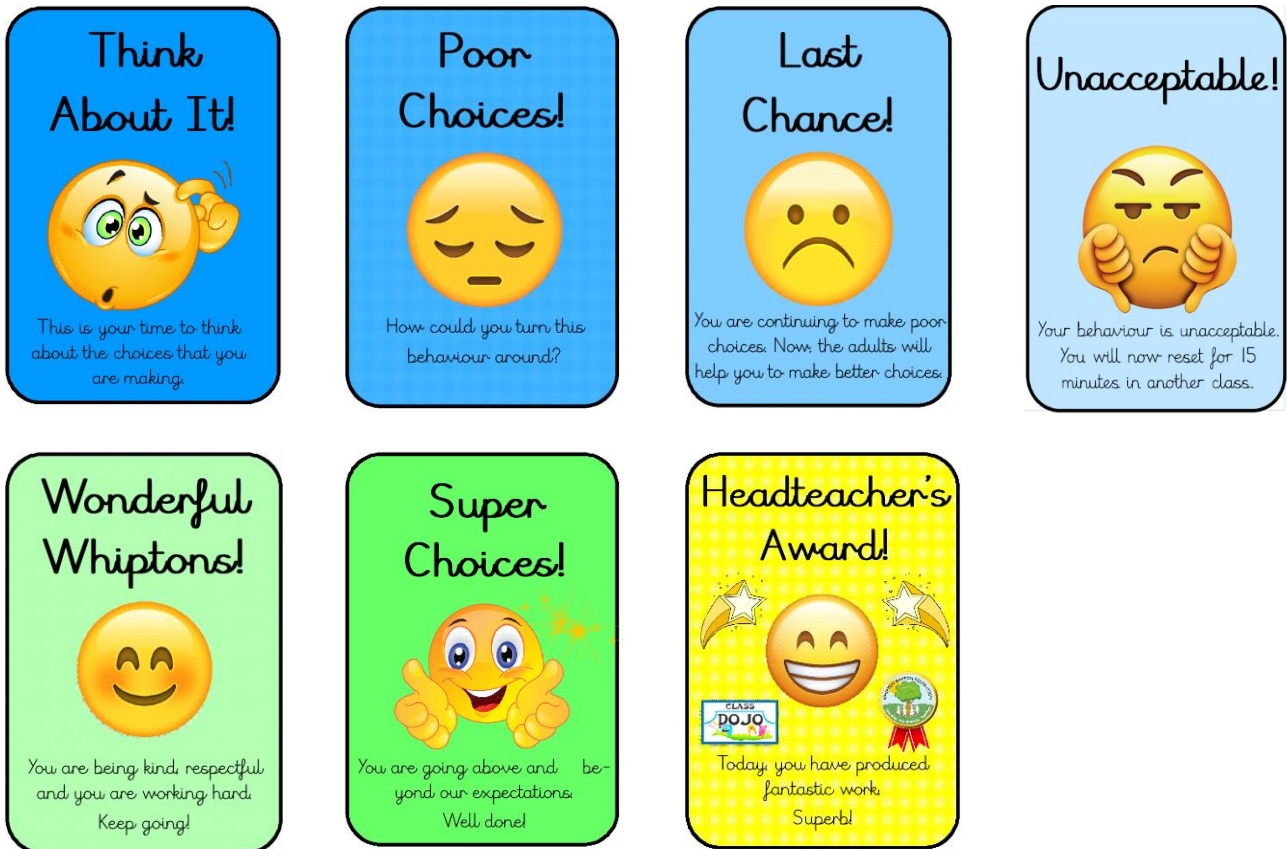 Think
About It!
This is your time to think
about the choices that you
are making.
Poor
Choices!
How could you turn this
behaviour around?
Last
Chance!
You are continuing to make poor
choices. Now, the adults will
help you to make better choices.
Unacceptable!
Your behaviour is unacceptable.
You will now reset for 15
minutes in another class.
Wonderful
Whiptons!
You are being kind, respectful
and you are working hard.
Keep going!
Super
Choices!
You are going above and be-
yond our expectations.
Well done!
Headteacher's
Award!
CLASS
DOJO
Today, you have produced
fantastic work.
Superb!